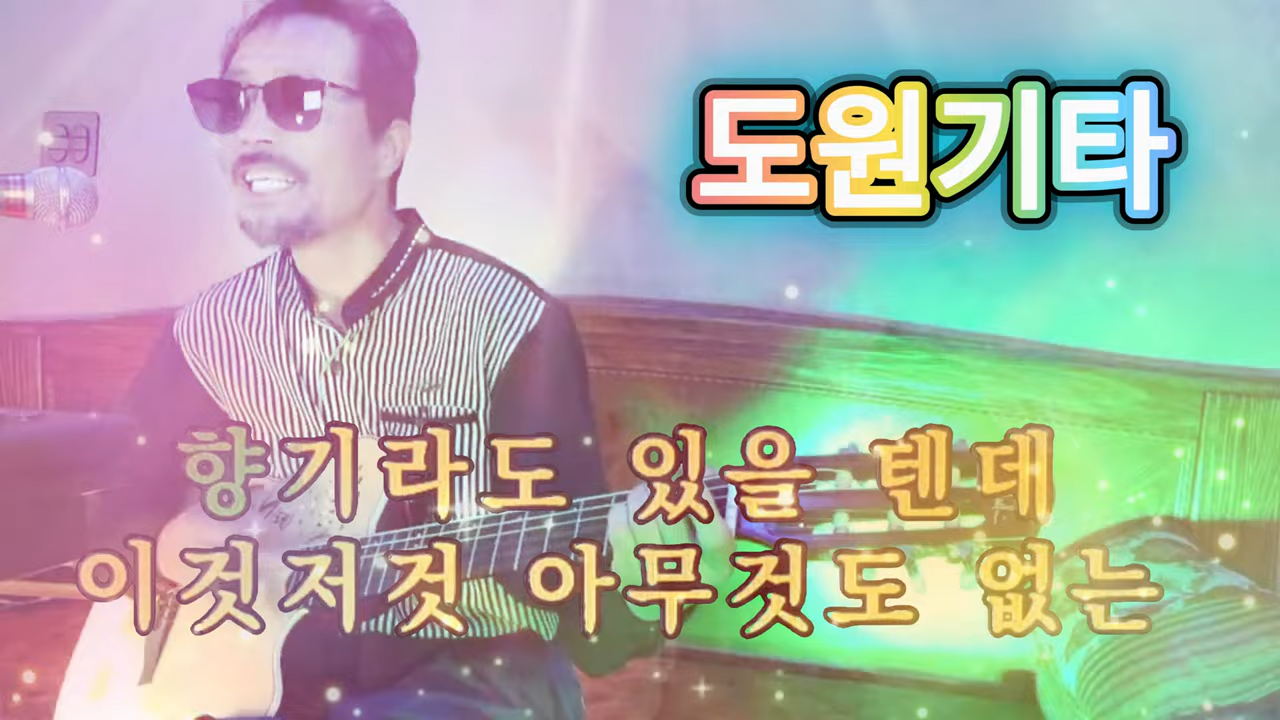 도원기타
향기라도 있을 텐데
이것저것 아무것도 없는